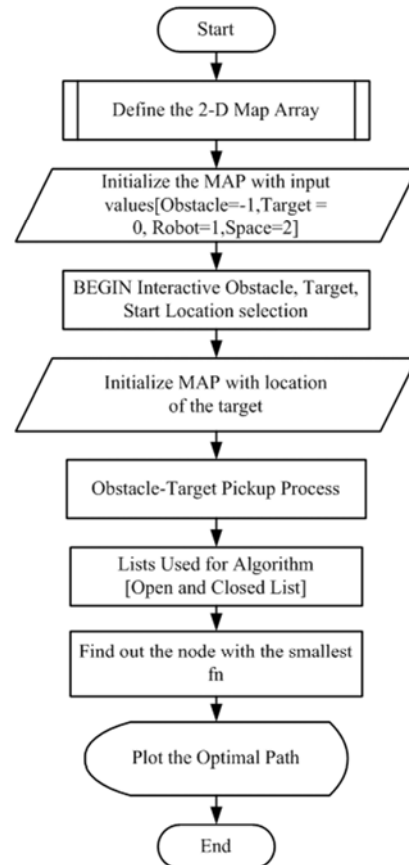 Start
Define the 2-D Map Array
Initialize the MAP with input
values[Obstacle=-1,Target =
0, Robot=1,Space=2]
BEGIN Interactive Obstacle, Target,
Start Location selection
Initialize MAP with location
of the target
Obstacle-Target Pickup Process
Lists Used for Algorithm
[Open and Closed List]
Find out the node with the smallest
fn
Plot the Optimal Path
End